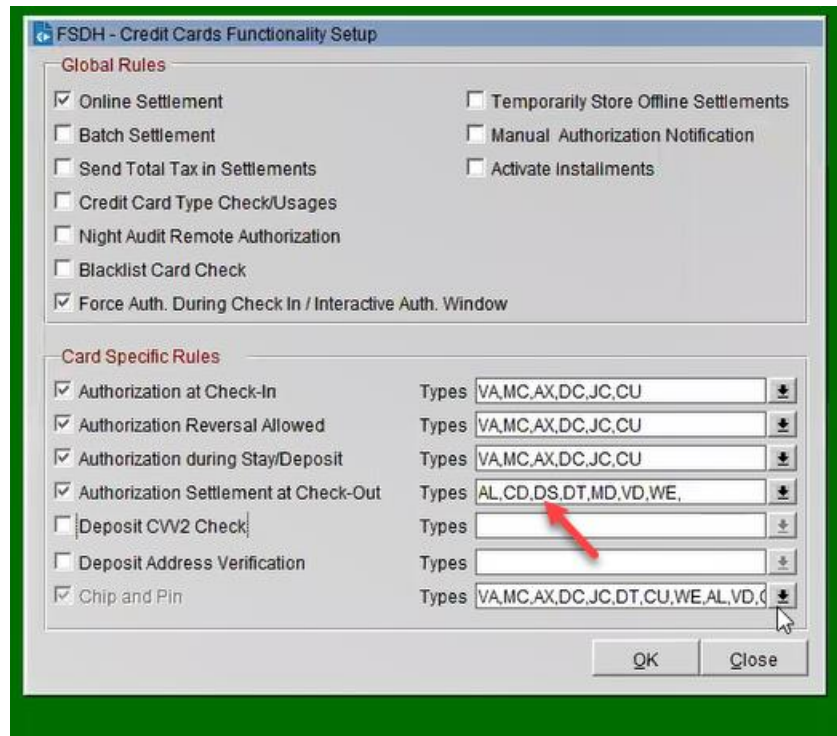 FSDH - Credit Cards Functionality Setup
Global Rules
Online Settlement
Temporarily Store Offline Settlements
Batch Settlement
Manual Authorization Notification
Send Total Tax in Settlements
Activate Installments
Credit Card Type Check/Usages
Night Audit Remote Authorization
Blacklist Card Check
Force Auth. During Check In / Interactive Auth. Window
Card Specific Rules
Authorization at Check-In Types VA,MC,AX,DC,JC,CU
Authorization Reversal Allowed Types VA,MC,AX,DC,JC,CU
Authorization during Stay/Deposit Types VA,MC,AX,DC,JC,CU
Authorization Settlement at Check-Out Types AL,CD,DS,DT,MD,VD,WE,
Deposit CVV2 Check Types
Deposit Address Verification Types
Chip and Pin Types VA,MC,AX,DC,JC,DT,CU,WE,AL,VD,
OK Close